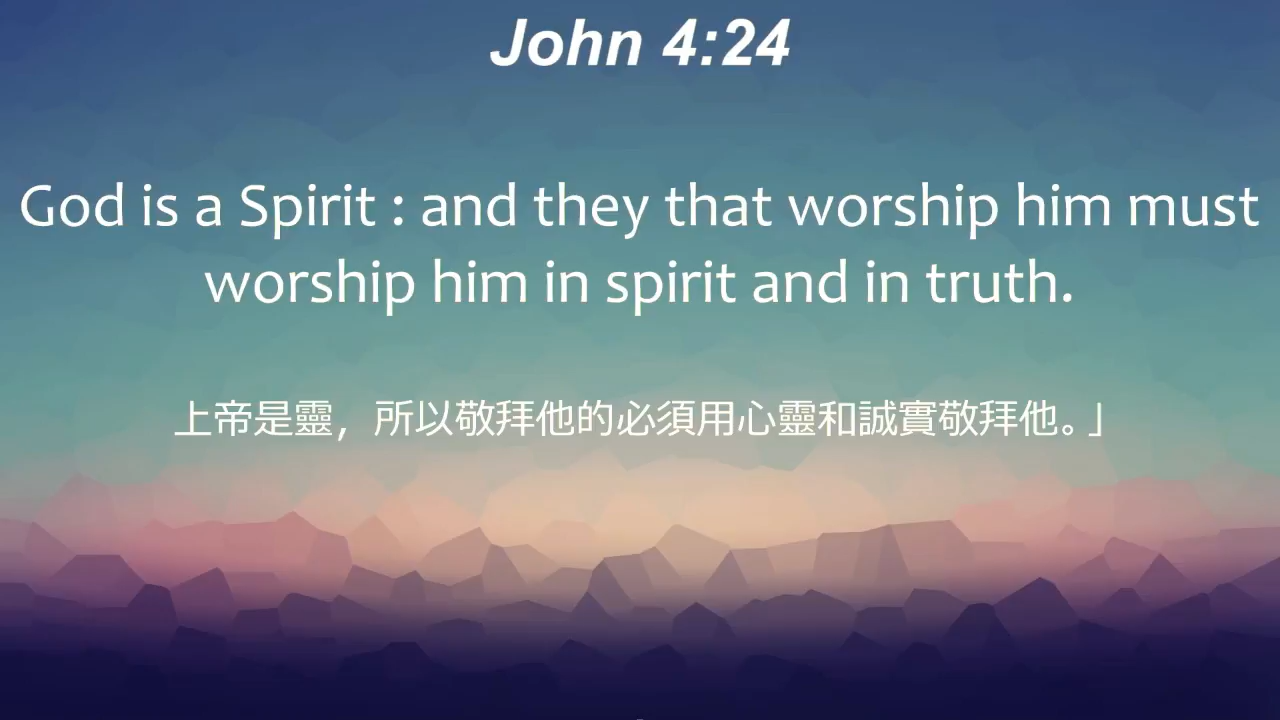 John 4:24
God is a Spirit : and they that worship him must
worship him in spirit and in truth.
上帝是靈，所以敬拜他的必須用心靈和誠實敬拜他。」